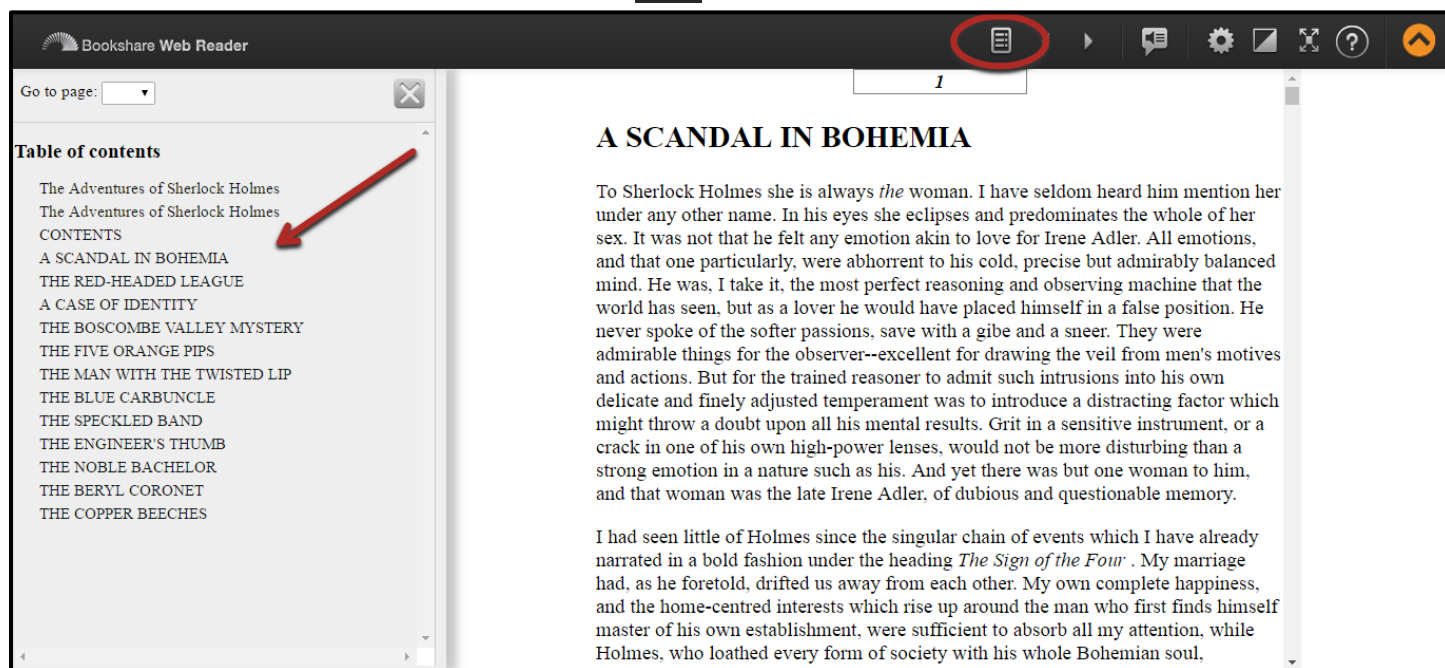 Bookshare Web Reader
?
Go to page:
Table of contents
The Adventures of Sherlock Holmes
The Adventures of Sherlock Holmes
CONTENTS
A SCANDAL IN BOHEMIA
THE RED-HEADED LEAGUE
A CASE OF IDENTITY
THE BOSCOMBE VALLEY MYSTERY
THE FIVE ORANGE PIPS
THE MAN WITH THE TWISTED LIP
THE BLUE CARBUNCLE
THE SPECKLED BAND
THE ENGINEER'S THUMB
THE NOBLE BACHELOR
THE BERYL CORONET
THE COPPER BEECHES
1
A SCANDAL IN BOHEMIA
To Sherlock Holmes she is always the woman. I have seldom heard him mention her
under any other name. In his eyes she eclipses and predominates the whole of her
sex. It was not that he felt any emotion akin to love for Irene Adler. All emotions,
and that one particularly, were abhorrent to his cold, precise but admirably balanced
mind. He was, I take it, the most perfect reasoning and observing machine that the
world has seen, but as a lover he would have placed himself in a false position. He
never spoke of the softer passions, save with a gibe and a sneer. They were
admirable things for the observer--excellent for drawing the veil from men's motives
and actions. But for the trained reasoner to admit such intrusions into his own
delicate and finely adjusted temperament was to introduce a distracting factor which
might throw a doubt upon all his mental results. Grit in a sensitive instrument, or a
crack in one of his own high-power lenses, would not be more disturbing than a
strong emotion in a nature such as his. And yet there was but one woman to him,
and that woman was the late Irene Adler, of dubious and questionable memory.
I had seen little of Holmes since the singular chain of events which I have already
narrated in a bold fashion under the heading The Sign of the Four . My marriage
had, as he foretold, drifted us away from each other. My own complete happiness,
and the home-centred interests which rise up around the man who first finds himself
master of his own establishment, were sufficient to absorb all my attention, while
Holmes, who loathed every form of society with his whole Bohemian soul,